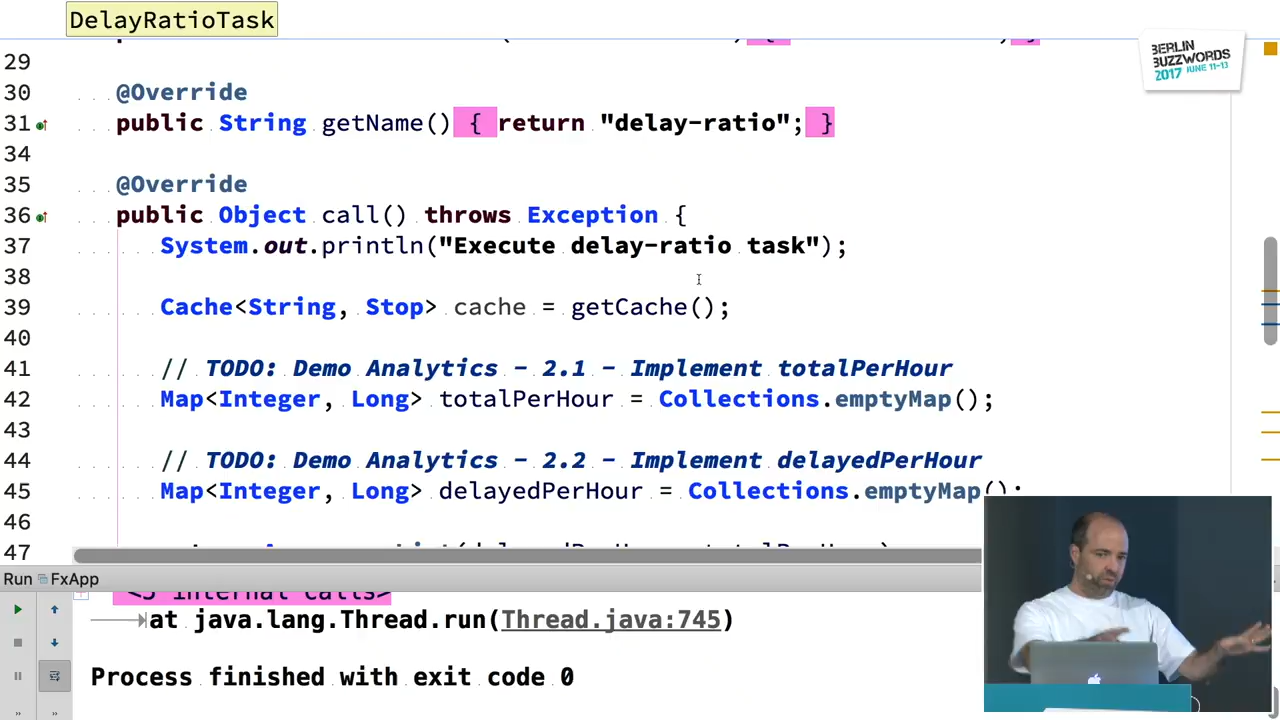 DelayRatioTask
BERLIN
BUZZWORDS
2017 JUNE 11-13
29
30 @Override
31 public String getName() { return "delay-ratio"; }
34
35 @Override
36 public Object call() throws Exception {
37 System.out.println("Execute delay-ratio task");
38
39 Cache<String, Stop> cache = getCache();
40
41 // TODO: Demo Analytics - 2.1 - Implement totalPerHour
42 Map<Integer, Long> totalPerHour = Collections.emptyMap();
43
44 // TODO: Demo Analytics - 2.2 - Implement delayedPerHour
45 Map<Integer, Long> delayedPerHour = Collections.emptyMap();
46
47
Run FxApp
<5 internal calls>
at java.lang.Thread.run(Thread.java:745)
Process finished with exit code 0